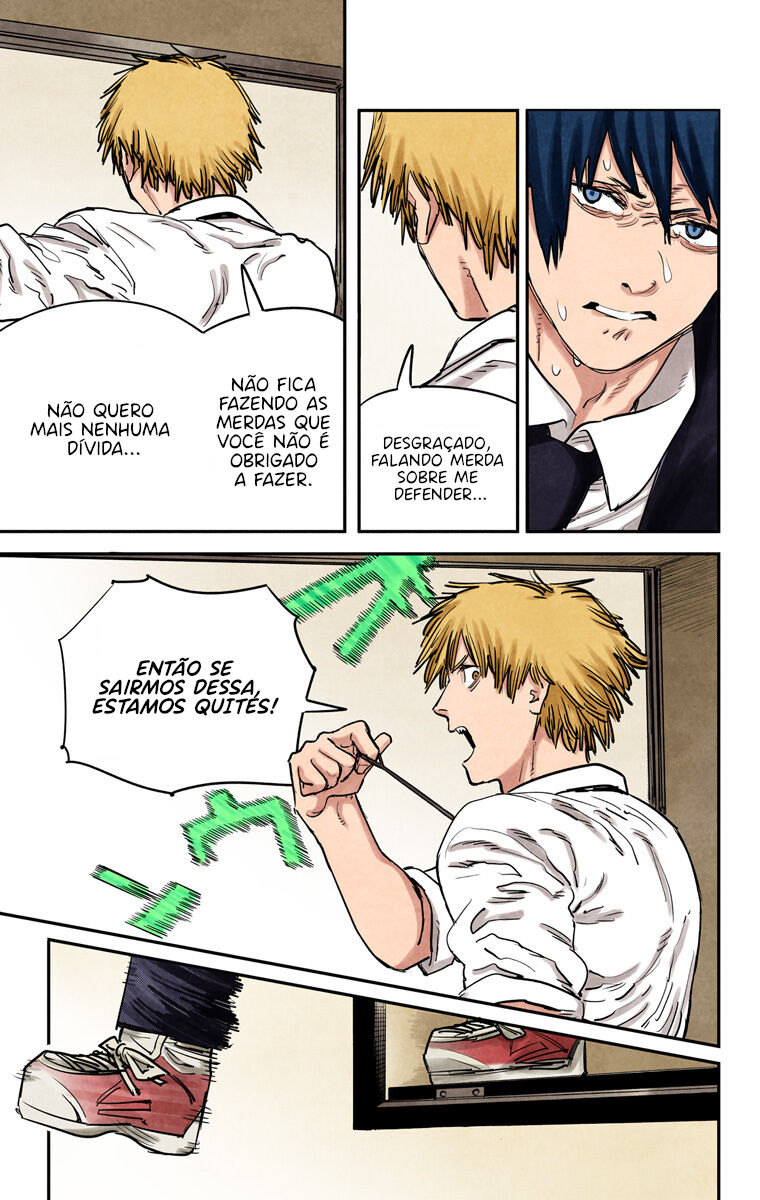 DESGRAÇADO,
FALANDO MERDA
SOBRE ME
DEFENDER...
NÃO FICA
FAZENDO AS
MERDAS QUE
VOCÊ NÃO É
OBRIGADO
A FAZER.
NÃO QUERO
MAIS NENHUMA
DÍVIDA...
ENTÃO SE
SAIRMOS DESSA,
ESTAMOS QUITES!